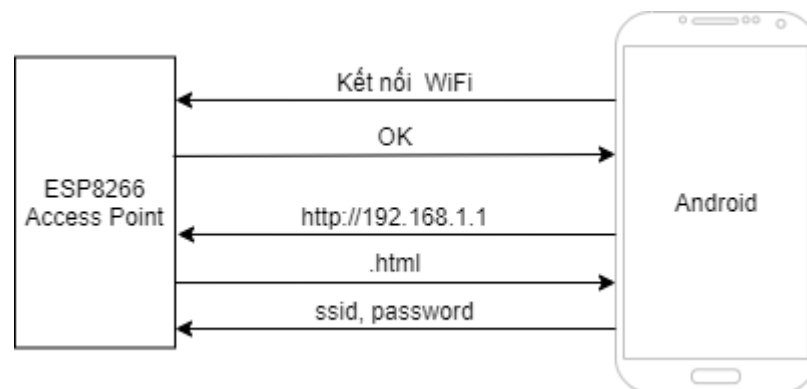 Kết nối WiFi
OK
ESP8266
Access Point
Android
http://192.168.1.1
.html
ssid, password